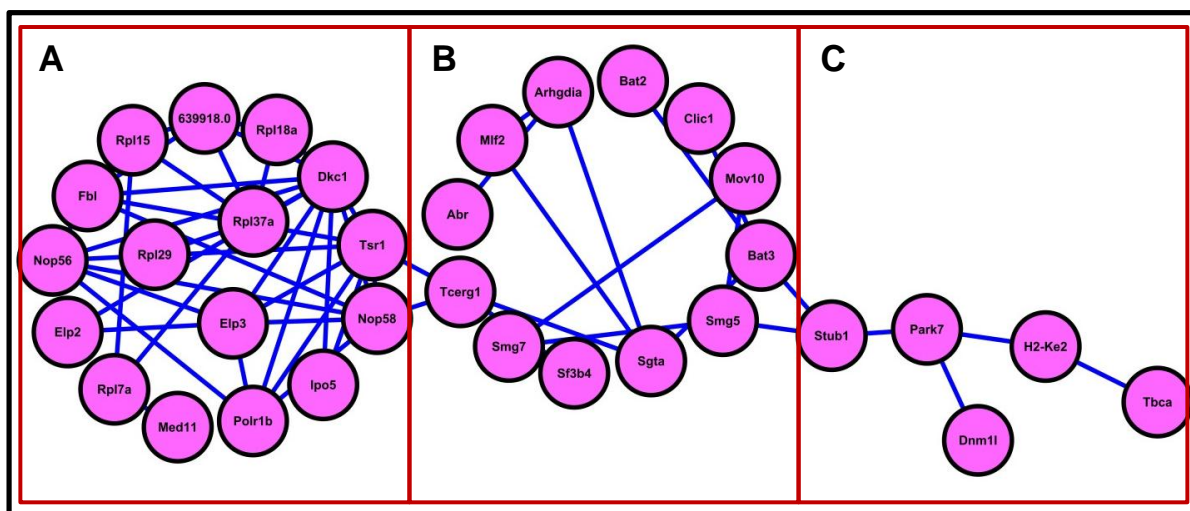 A
B
C
639918.0
Rpl15
Rpl18a
Dkc1
Fbl
Rpl37a
Tsr1
Nop56
Rpl29
Elp2
Elp3
Nop58
Rpl7a
Ipo5
Med11
Polr1b
Arhgdia
Bat2
Clic1
Mlf2
Mov10
Abr
Bat3
Tcerg1
Smg5
Smg7
Sf3b4
Sgta
Stub1
Park7
H2-Ke2
Tbca
Dnm1l